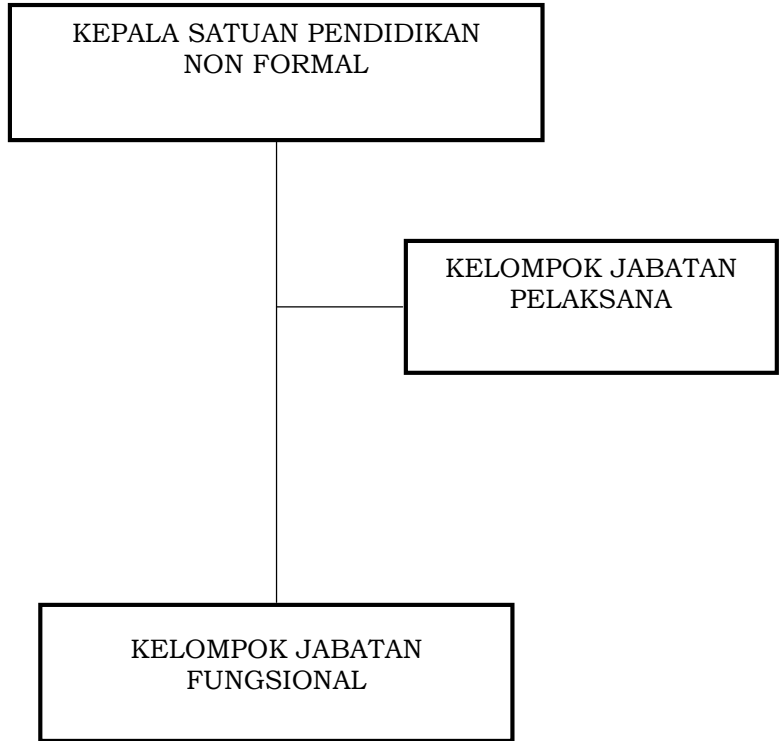 KEPALA SATUAN PENDIDIKAN
NON FORMAL
KELOMPOK JABATAN
PELAKSANA
KELOMPOK JABATAN
FUNGSIONAL